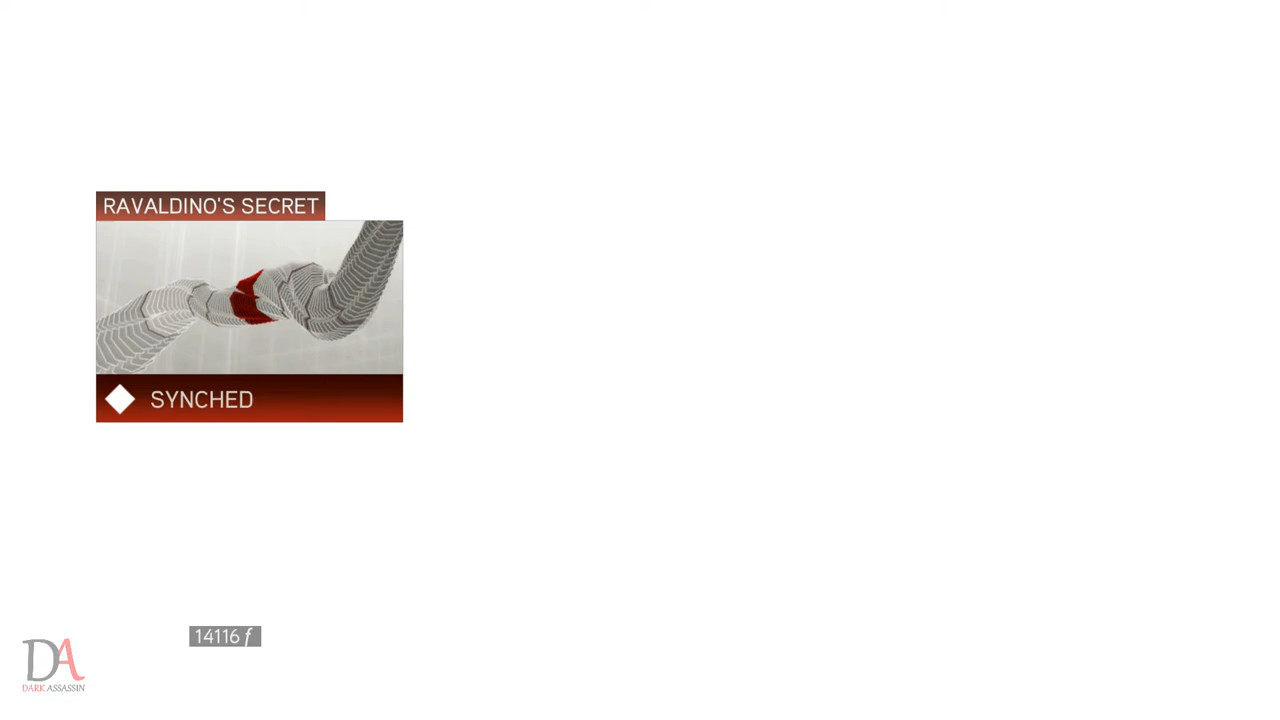 RAVALDINO'S SECRET
SYNCHED
14116 ƒ
DA
DARK ASSASSIN